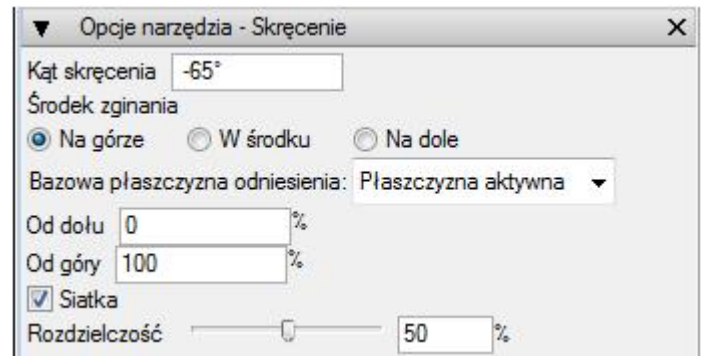 Opcje narzędzia - Skręcenie
Kąt skręcenia -65°
Środek zginania
Na górze W środku Na dole
Bazowa płaszczyzna odniesienia: Płaszczyzna aktywna
Od dołu 0 %
Od góry 100 %
Siatka
Rozdzielczość 50 %